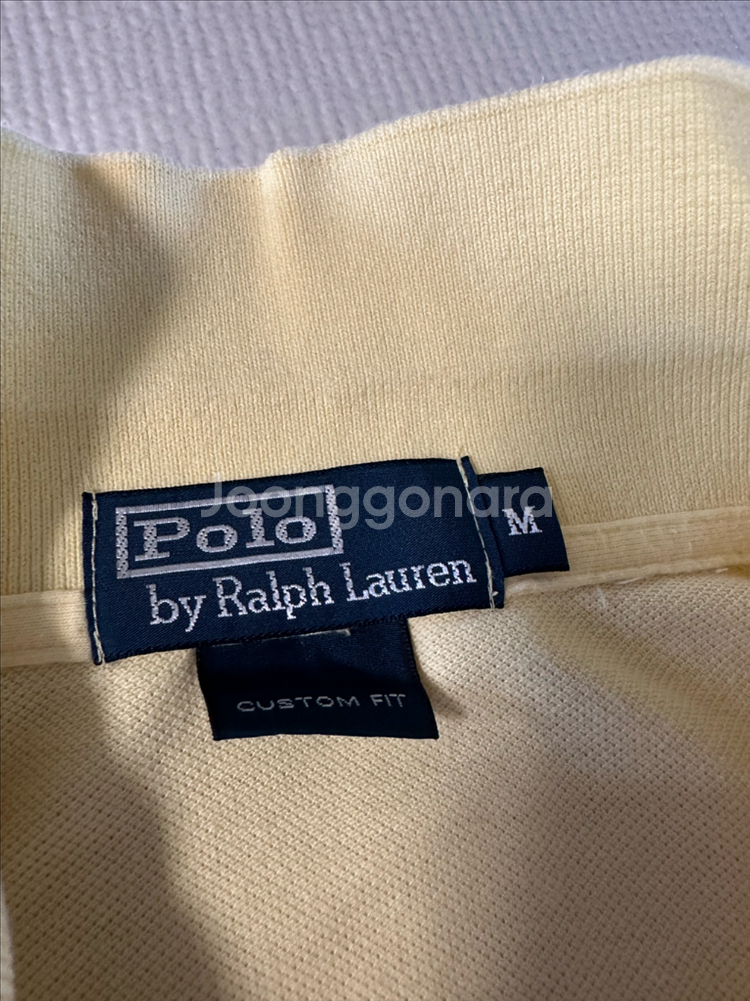 Joonggonara
Polo
by Ralph Lauren
M
CUSTOM FIT